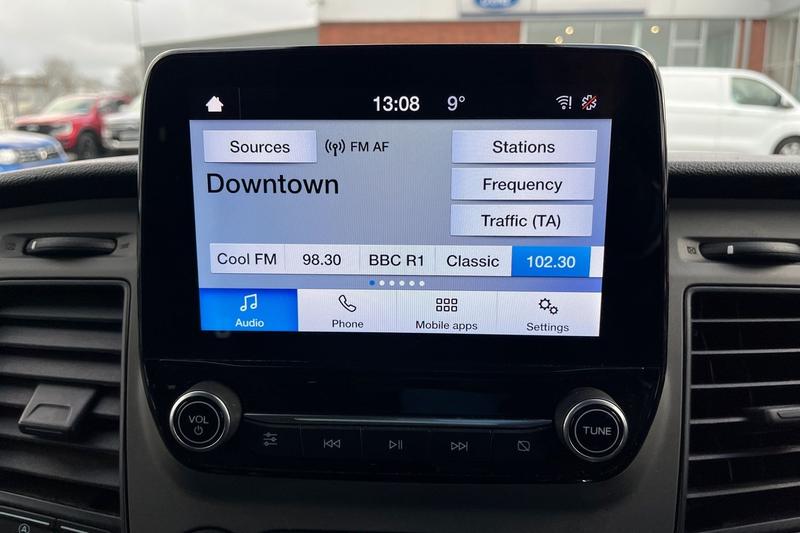 Ford
13:08 9°
Sources FM AF Stations
Downtown
Frequency
Traffic (TA)
Cool FM 98.30 BBC R1 Classic 102.30
Audio Phone Mobile apps Settings
VOL
TUNE
A